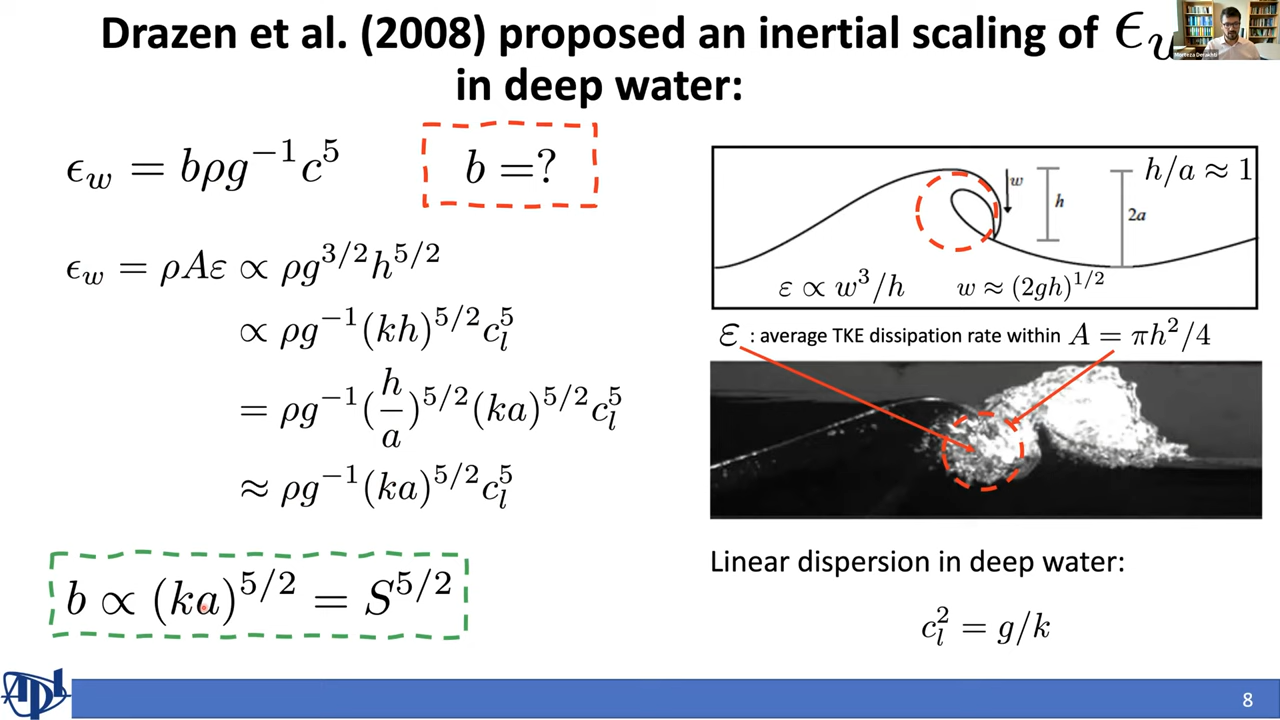 Drazen et al. (2008) proposed an inertial scaling of ϵ_w
in deep water:
Morteza Derakhti
ϵ_w = bρg^{−1}c^5
b =?
ϵ_w = ρAε ∝ ρg^{3/2}h^{5/2}
∝ ρg^{−1}(kh)^{5/2}c_l^5
= ρg^{−1}(h/a)^{5/2}(ka)^{5/2}c_l^5
≈ ρg^{−1}(ka)^{5/2}c_l^5
b ∝ (ka)^{5/2} = S^{5/2}
h/a ≈ 1
w
h
2a
ε ∝ w^3/h w ≈ (2gh)^{1/2}
ε : average TKE dissipation rate within A = πh^2/4
Linear dispersion in deep water:
c_l^2 = g/k
APL
8